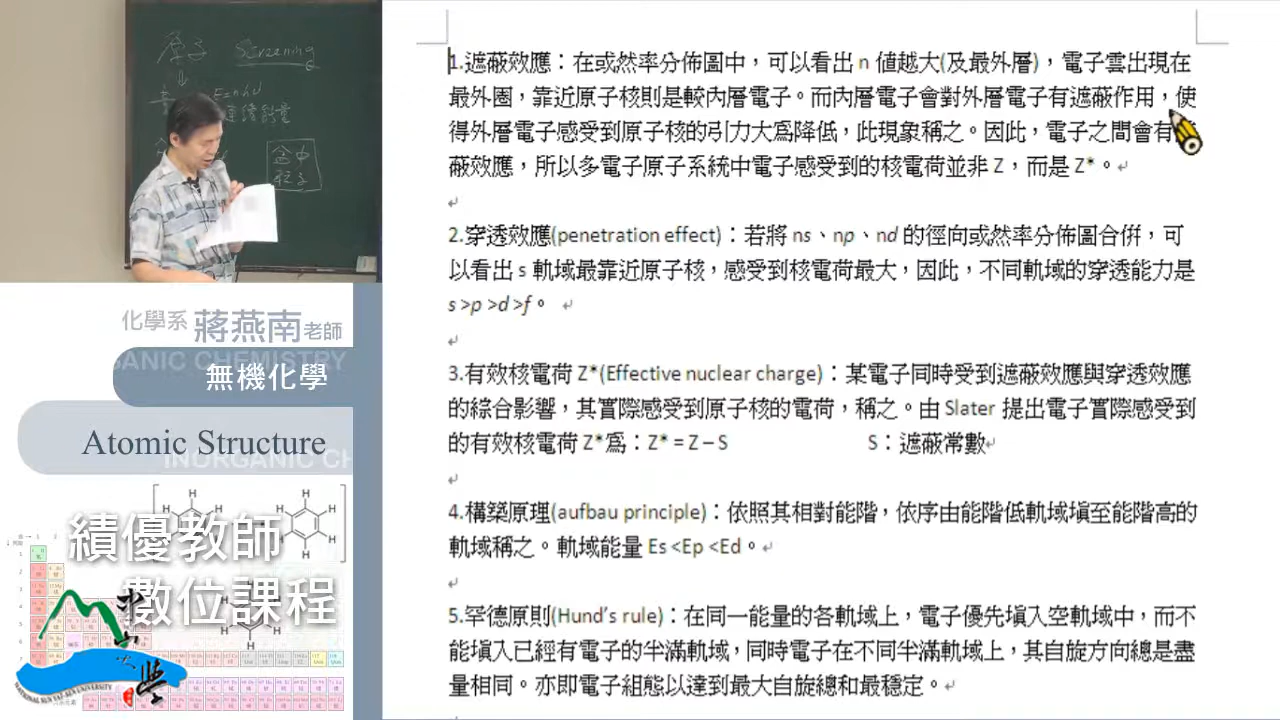 原子 Screening
1.遮蔽效應：在或然率分佈圖中，可以看出 n 值越大(及最外層)，電子雲出現在
最外圈，靠近原子核則是較內層電子。而內層電子會對外層電子有遮蔽作用，使
得外層電子感受到原子核的引力大為降低，此現象稱之。因此，電子之間會有
蔽效應，所以多電子原子系統中電子感受到的核電荷並非 Z，而是 Z*。
2.穿透效應(penetration effect)：若將 ns、np、nd 的徑向或然率分佈圖合併，可
以看出 s 軌域最靠近原子核，感受到核電荷最大，因此，不同軌域的穿透能力是
s >p >d >f。
3.有效核電荷 Z*(Effective nuclear charge)：某電子同時受到遮蔽效應與穿透效應
的綜合影響，其實際感受到原子核的電荷，稱之。由 Slater 提出電子實際感受到
的有效核電荷 Z*為：Z* = Z – S S：遮蔽常數
4.構築原理(aufbau principle)：依照其相對能階，依序由能階低軌域填至能階高的
軌域稱之。軌域能量 Es <Ep <Ed。
5.罕德原則(Hund's rule)：在同一能量的各軌域上，電子優先填入空軌域中，而不
能填入已經有電子的半滿軌域，同時電子在不同半滿軌域上，其自旋方向總是盡
量相同。亦即電子組態以達到最大自旋總和最穩定。
化學系 蔣燕南老師
無機化學
Atomic Structure
績優教師
數位課程
NATIONAL SUN YAT-SEN UNIVERSITY